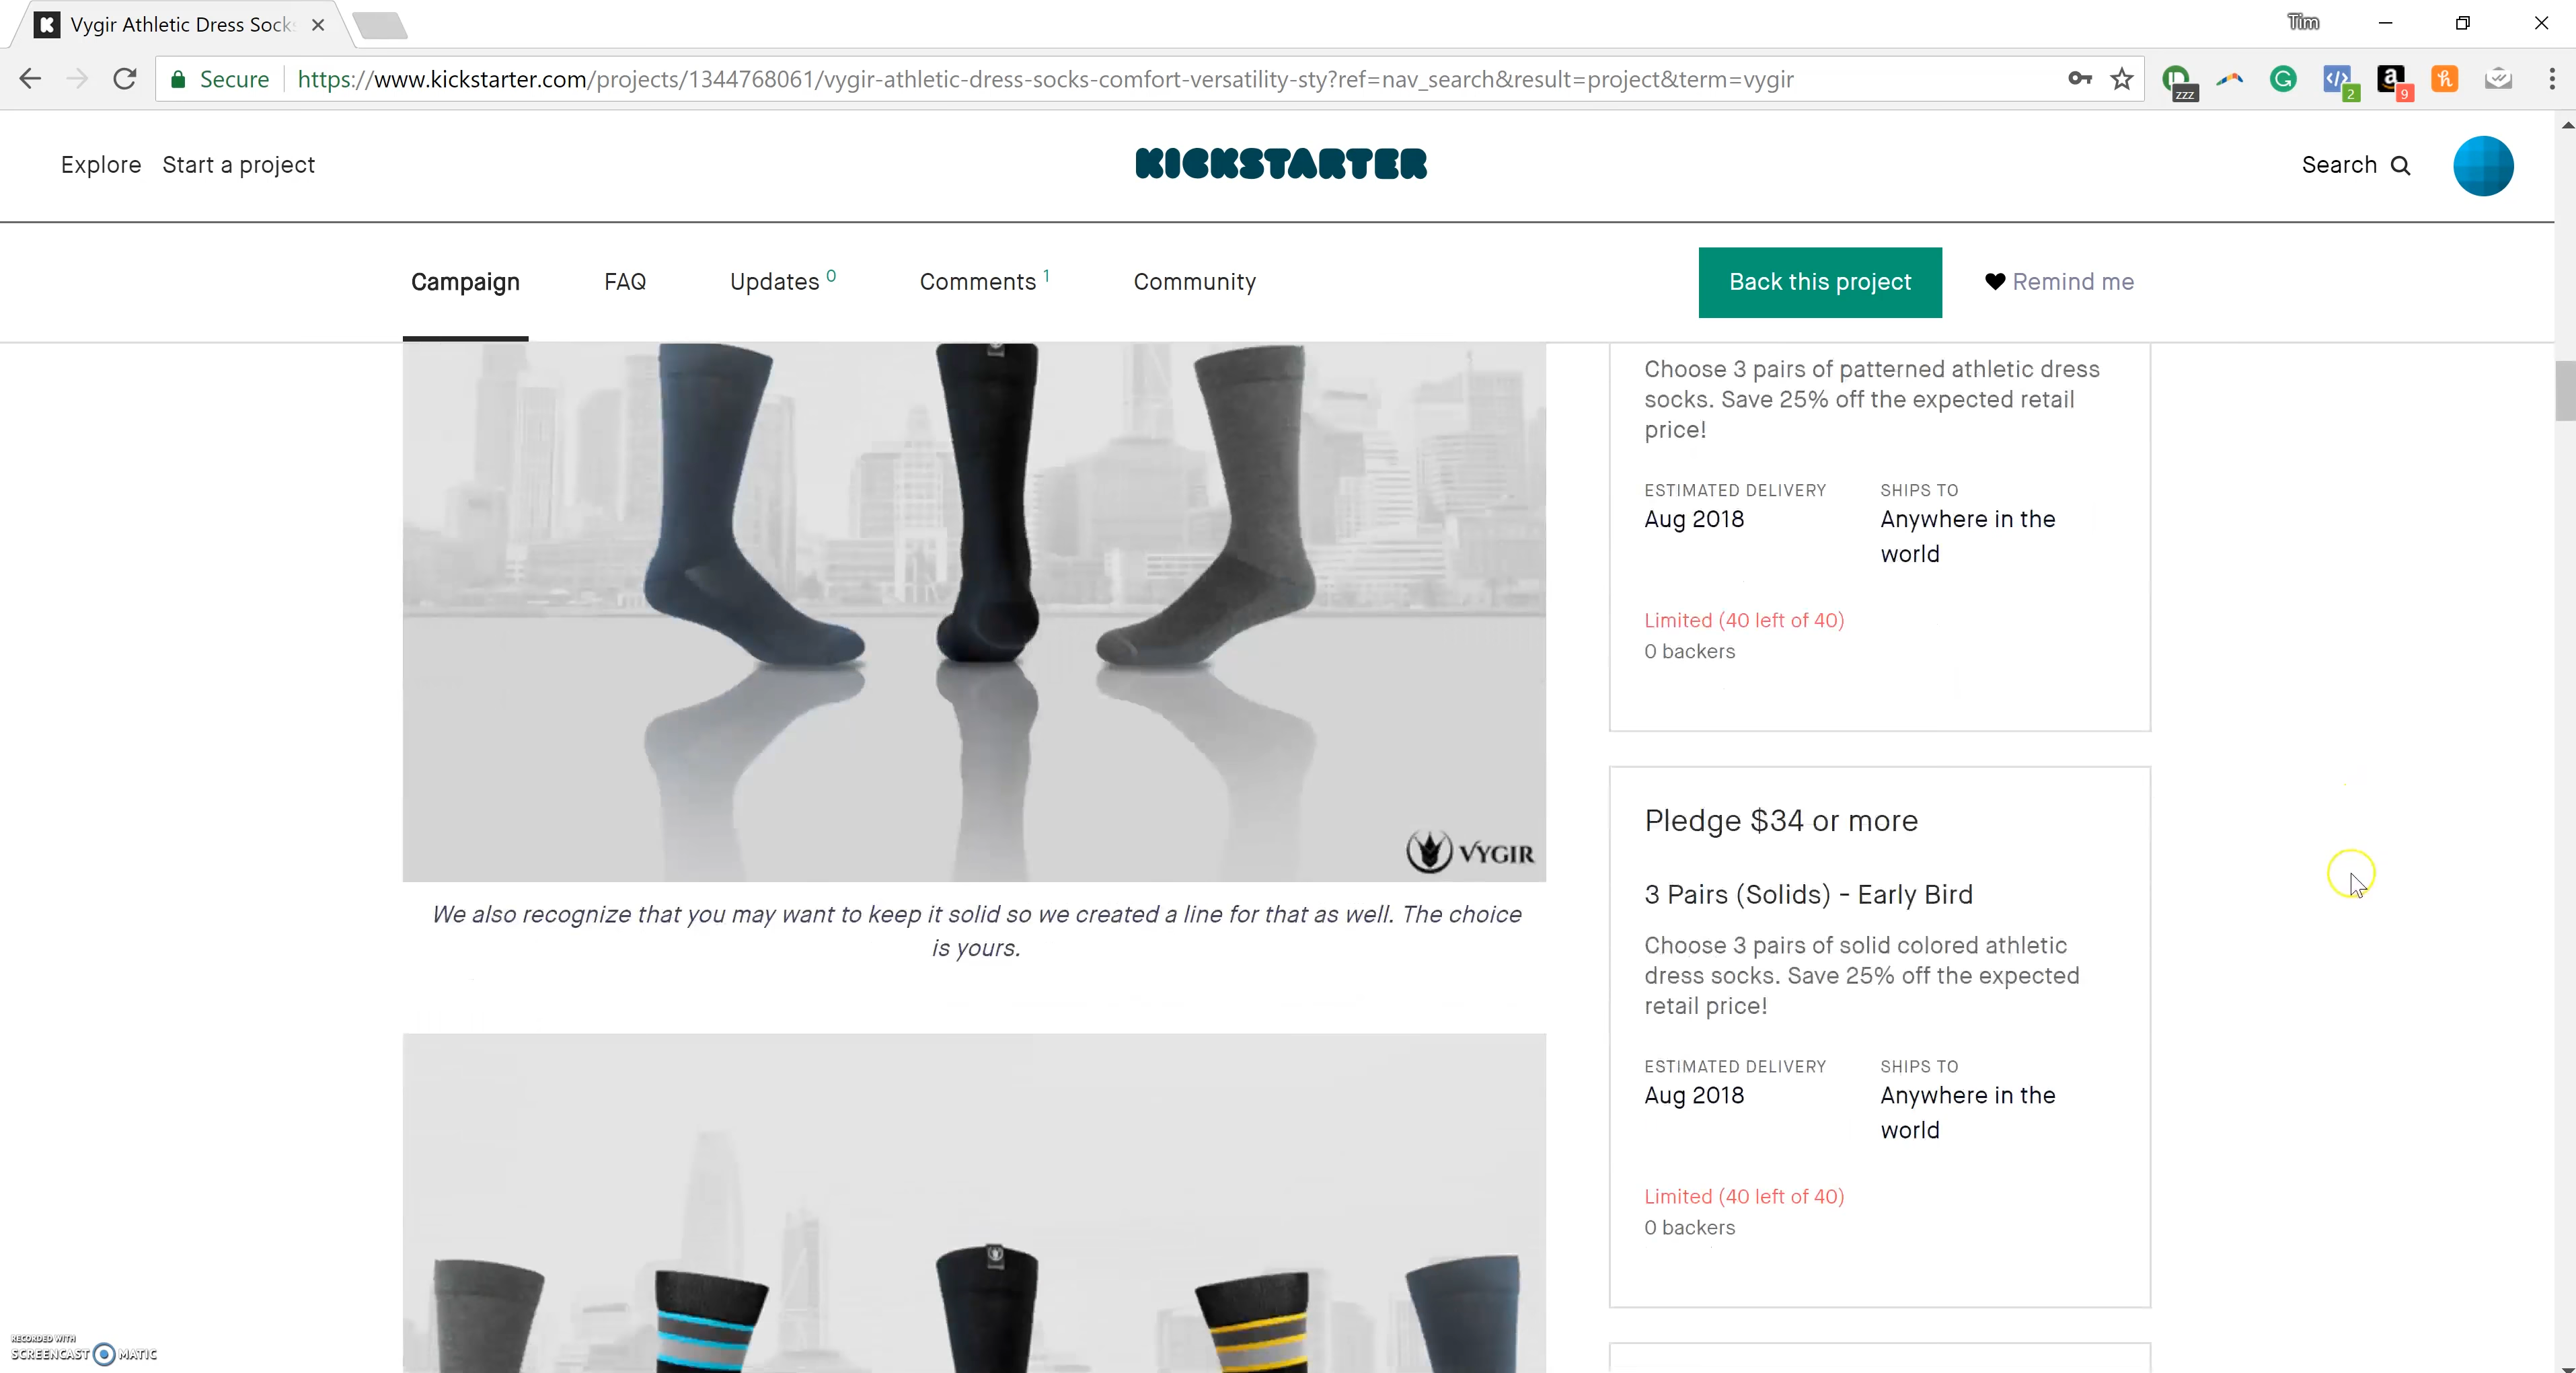 Vygir Athletic Dress Sock
Tim
Secure
https://www.kickstarter.com/projects/1344768061/vygir-athletic-dress-socks-comfort-versatility-sty?ref=nav_search&result=project&term=vygir
zzz
2
9
Explore Start a project
KICKSTARTER
Search
Campaign FAQ Updates 0 Comments 1 Community
Back this project
Remind me
Choose 3 pairs of patterned athletic dress
socks. Save 25% off the expected retail
price!
ESTIMATED DELIVERY SHIPS TO
Aug 2018 Anywhere in the
world
Limited (40 left of 40)
0 backers
VYGIR
We also recognize that you may want to keep it solid so we created a line for that as well. The choice
is yours.
Pledge $34 or more
3 Pairs (Solids) - Early Bird
Choose 3 pairs of solid colored athletic
dress socks. Save 25% off the expected
retail price!
ESTIMATED DELIVERY SHIPS TO
Aug 2018 Anywhere in the
world
Limited (40 left of 40)
0 backers
RECORDED WITH
SCREENCAST MATIC